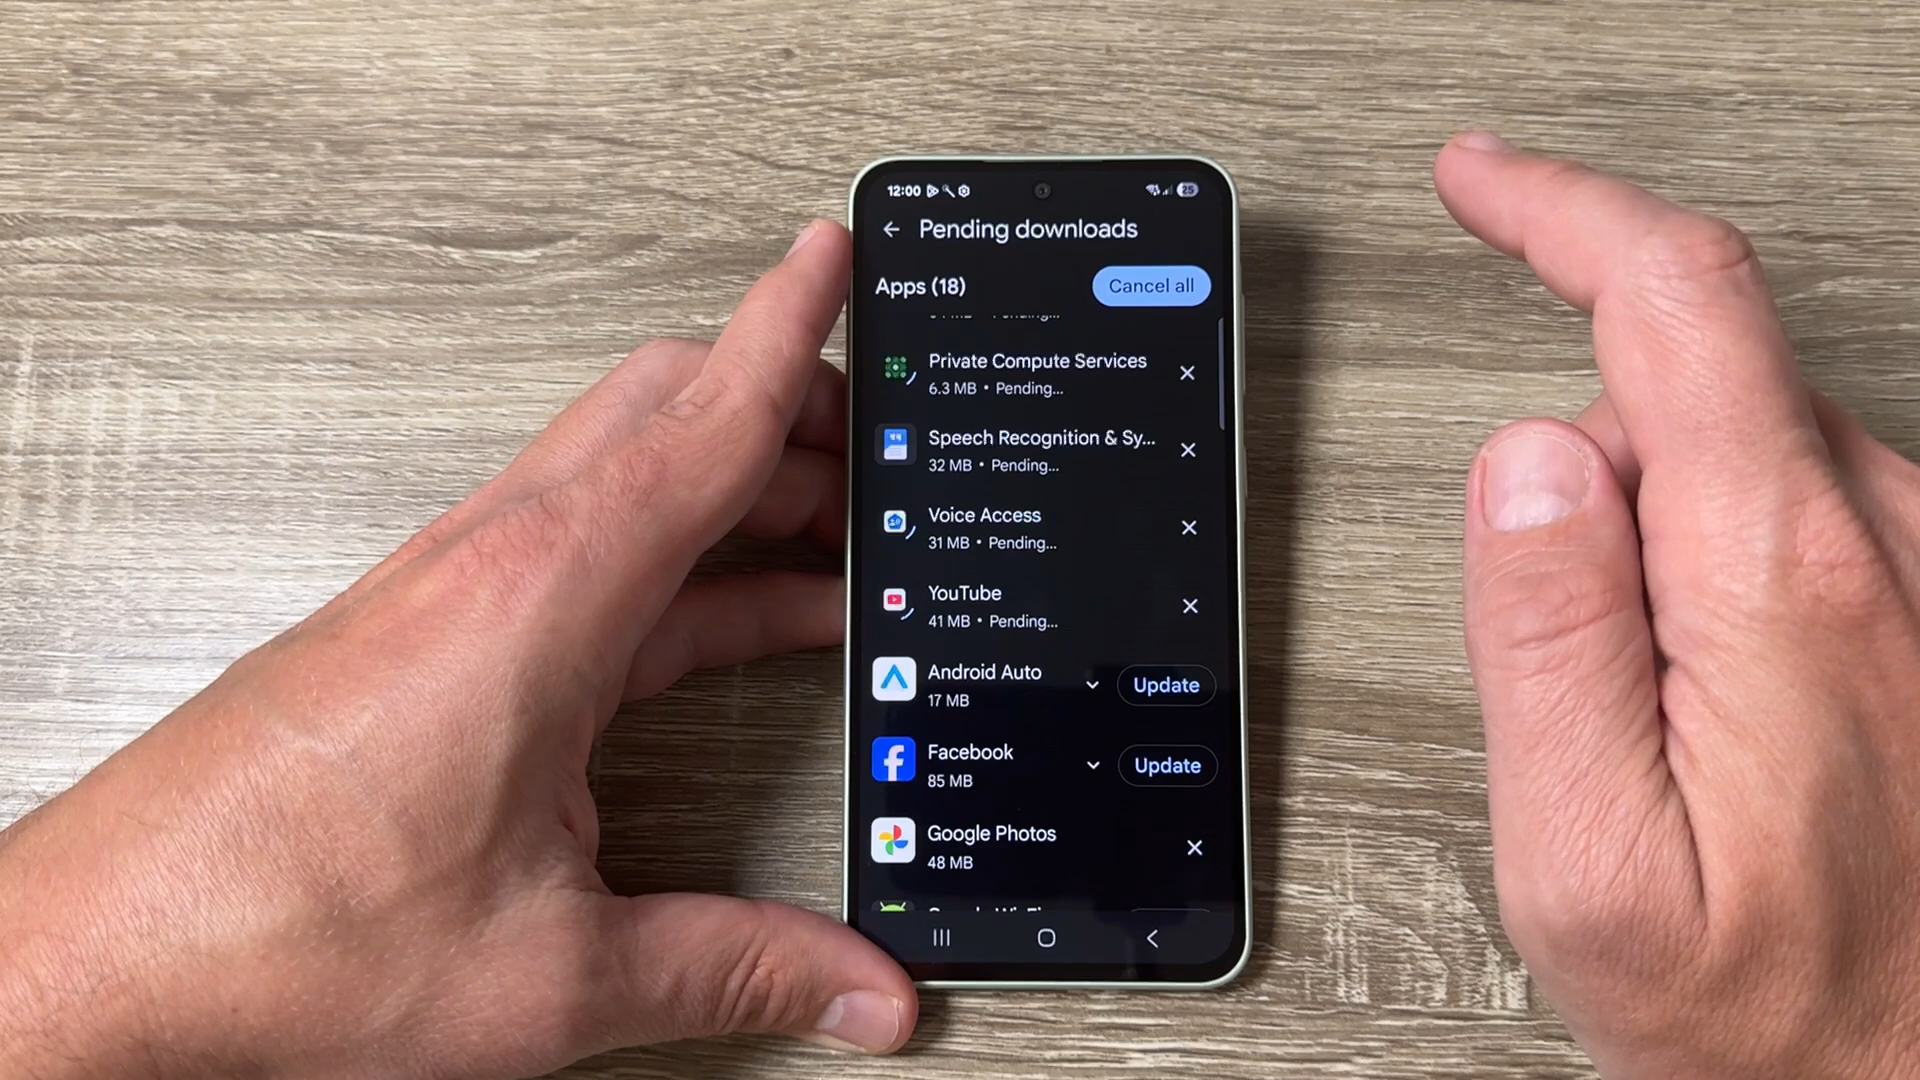 12:00
25
Pending downloads
Apps (18)
Cancel all
Private Compute Services
6.3 MB • Pending...
Speech Recognition & Sy...
32 MB • Pending...
Voice Access
31 MB • Pending...
YouTube
41 MB • Pending...
Android Auto
17 MB
Update
Facebook
85 MB
Update
Google Photos
48 MB